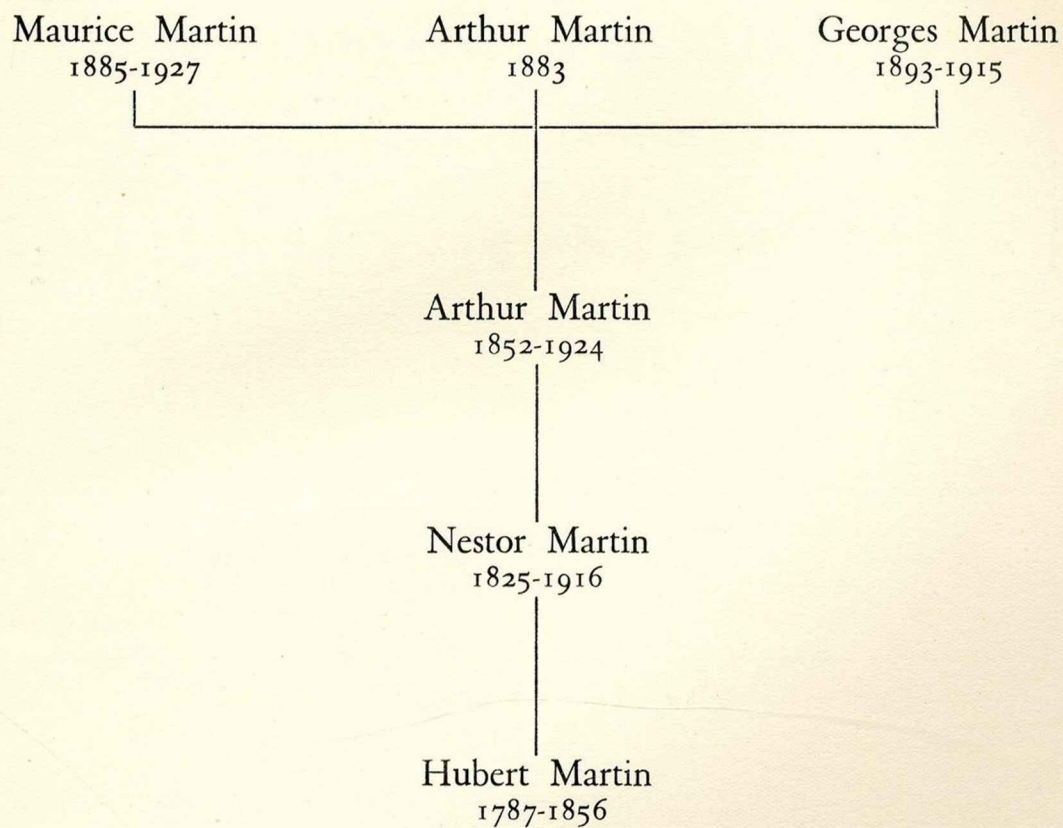 Maurice Martin
1885-1927
Arthur Martin
1883
Georges Martin
1893-1915
Arthur Martin
1852-1924
Nestor Martin
1825-1916
Hubert Martin
1787-1856